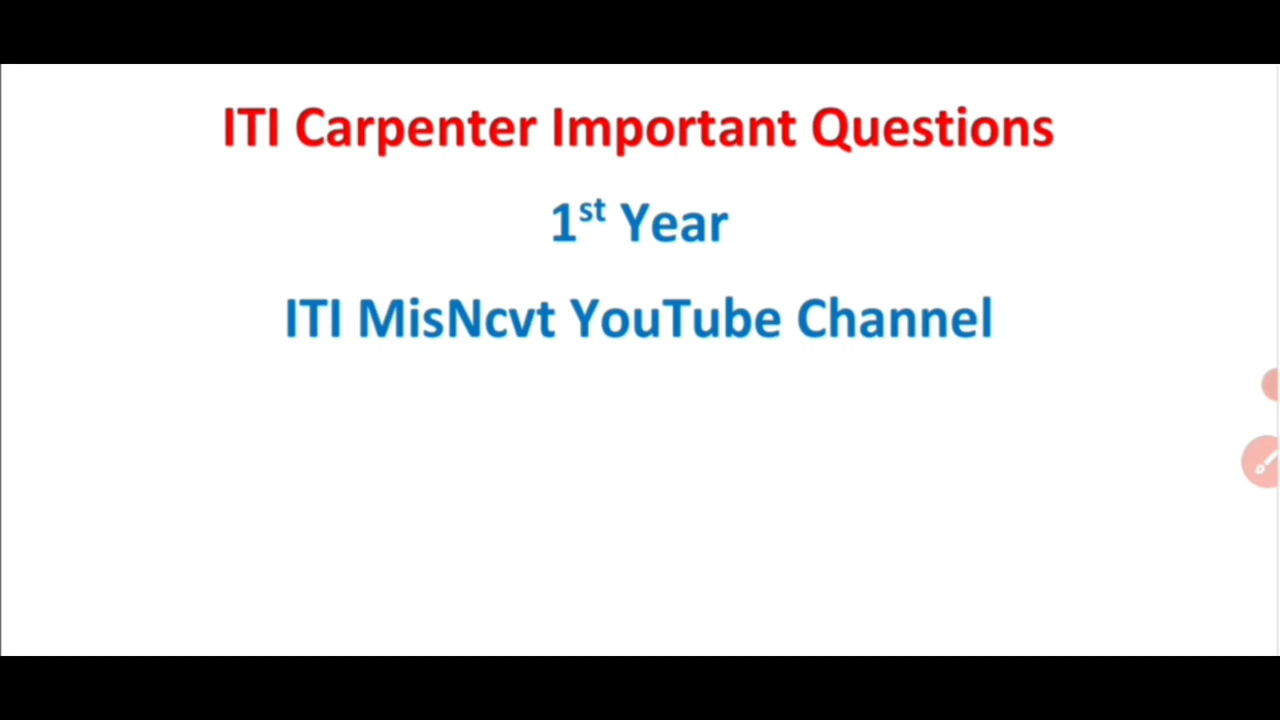 ITI Carpenter Important Questions
1st Year
ITI MisNcvt YouTube Channel